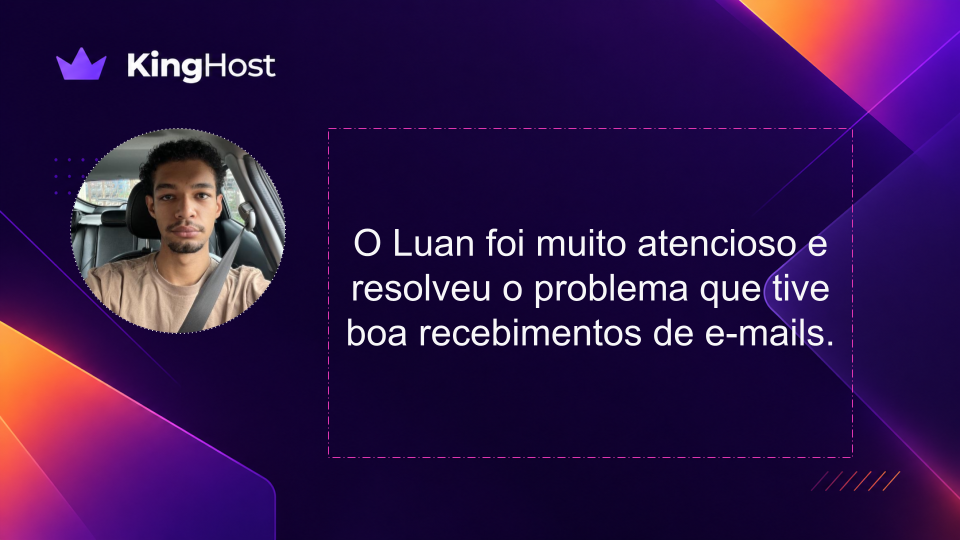 KingHost
O Luan foi muito atencioso e
resolveu o problema que tive
boa recebimentos de e-mails.